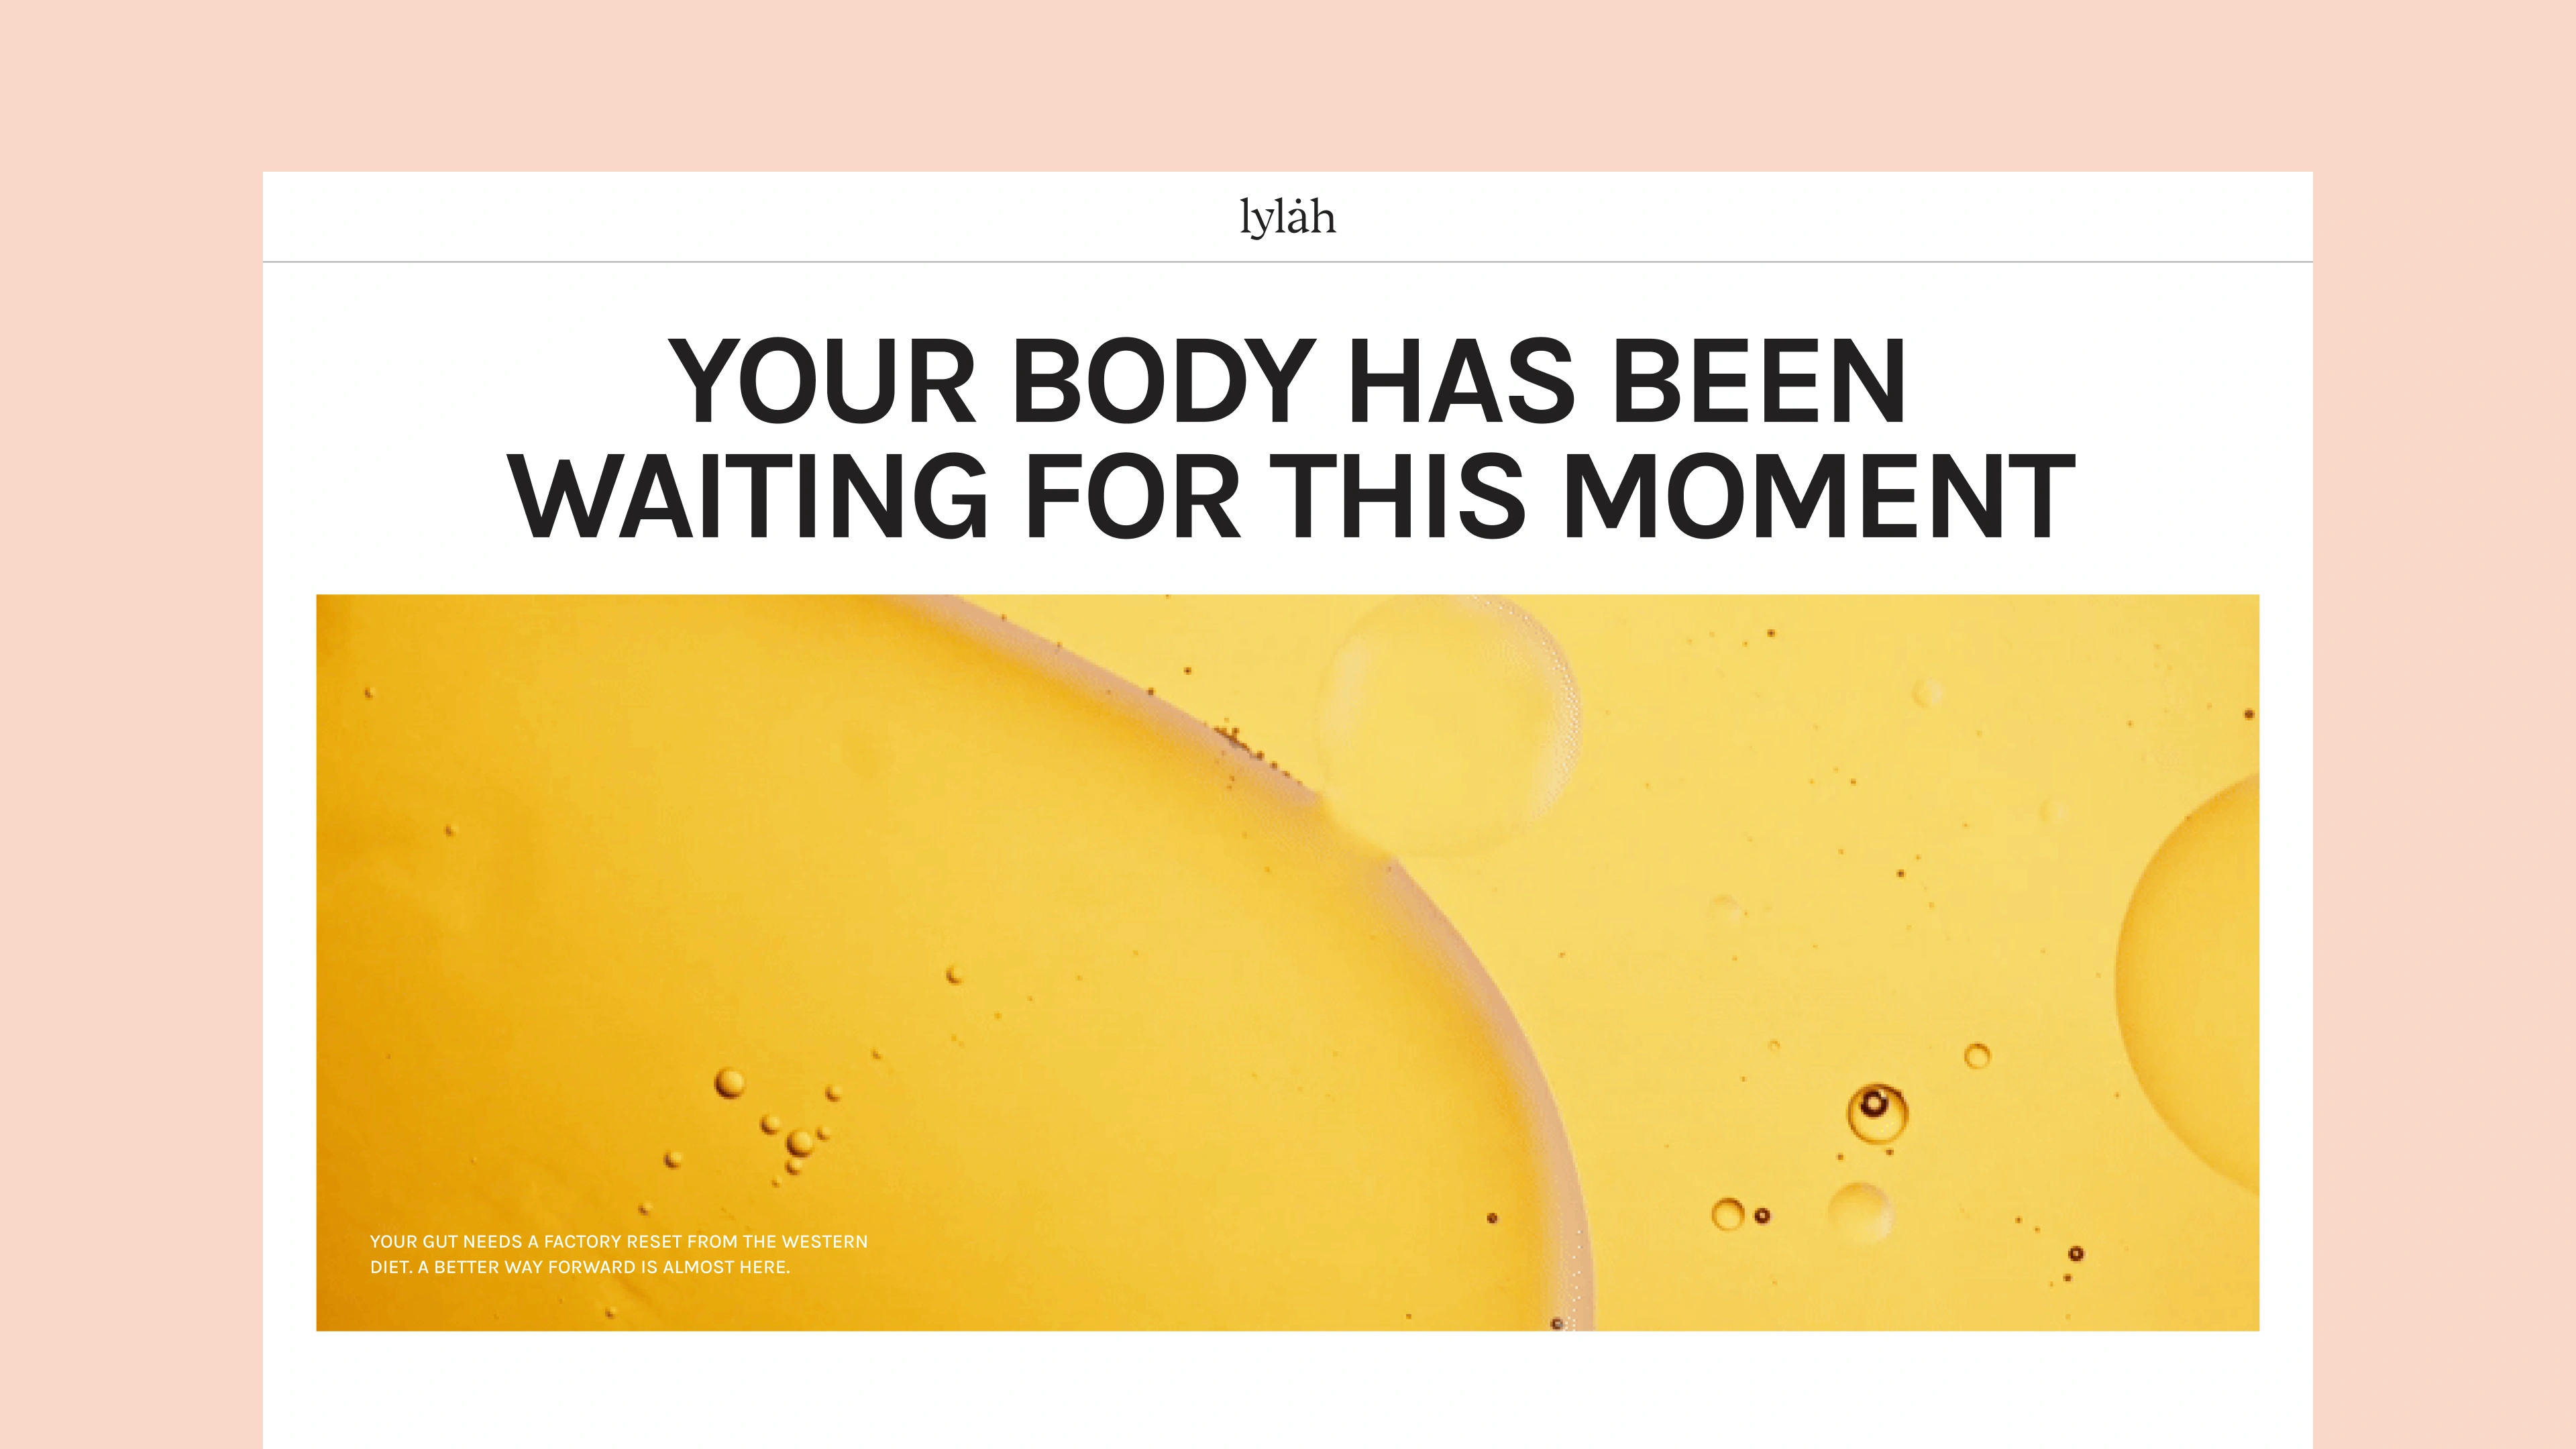 lylȧh
YOUR BODY HAS BEEN
WAITING FOR THIS MOMENT
YOUR GUT NEEDS A FACTORY RESET FROM THE WESTERN
DIET. A BETTER WAY FORWARD IS ALMOST HERE.